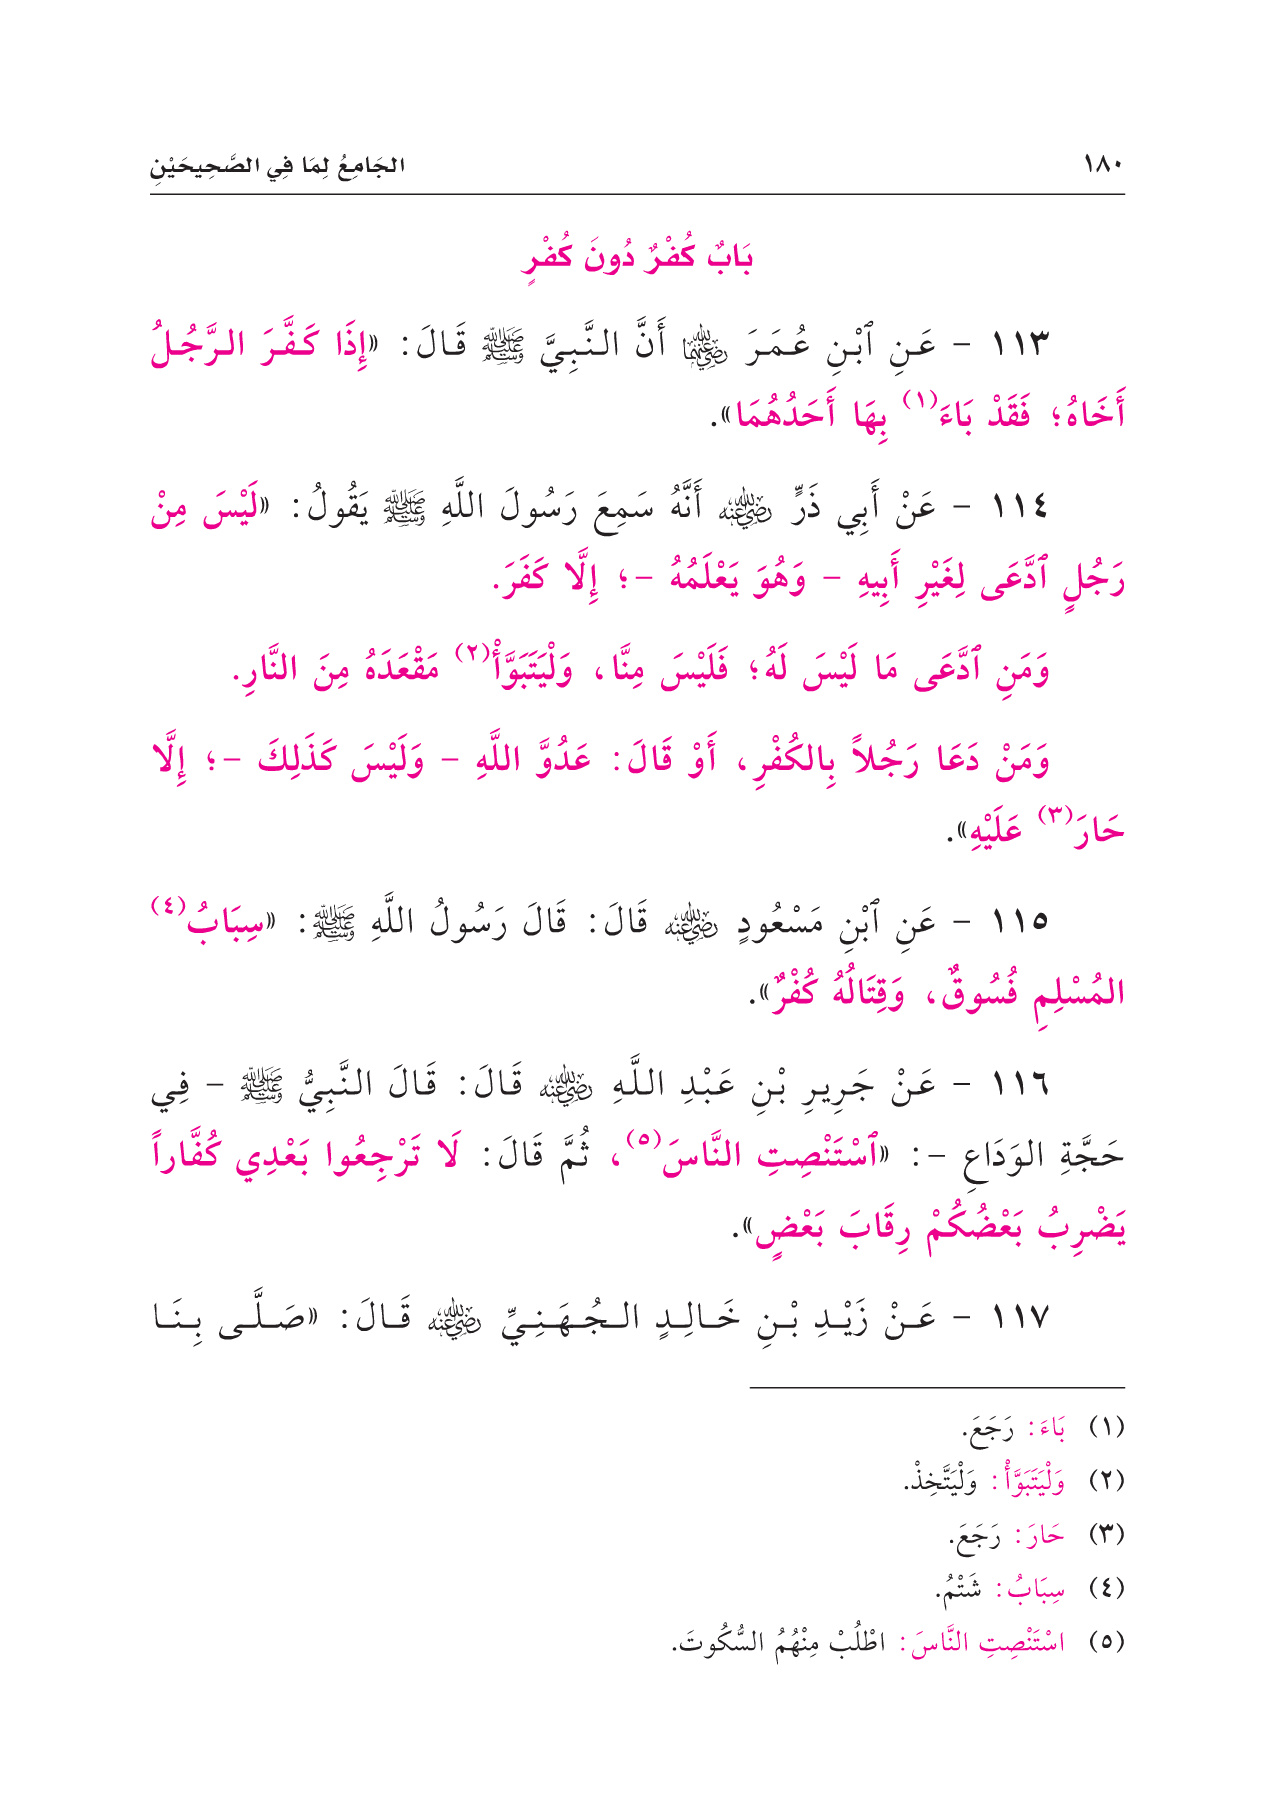 ١٨٠ الجَامِعُ لِمَا فِي الصَّحِيحَيْنِ
بَابٌ كُفْرٌ دُونَ كُفْرٍ
١١٣ - عَنِ ٱبْنِ عُمَرَ رضي الله عنهما أَنَّ النَّبِيَّ ﷺ قَالَ: «إِذَا كَفَّرَ الرَّجُلُ
أَخَاهُ؛ فَقَدْ بَاءَ(١) بِهَا أَحَدُهُمَا».
١١٤ - عَنْ أَبِي ذَرٍّ رضي الله عنه أَنَّهُ سَمِعَ رَسُولَ اللَّهِ ﷺ يَقُولُ: «لَيْسَ مِنْ
رَجُلٍ ٱدَّعَى لِغَيْرِ أَبِيهِ - وَهُوَ يَعْلَمُهُ -؛ إِلَّا كَفَرَ.
وَمَنِ ٱدَّعَى مَا لَيْسَ لَهُ؛ فَلَيْسَ مِنَّا، وَلْيَتَبَوَّأْ(٢) مَقْعَدَهُ مِنَ النَّارِ.
وَمَنْ دَعَا رَجُلاً بِالكُفْرِ، أَوْ قَالَ: عَدُوَّ اللَّهِ - وَلَيْسَ كَذَلِكَ -؛ إِلَّا
حَارَ(٣) عَلَيْهِ».
١١٥ - عَنِ ٱبْنِ مَسْعُودٍ رضي الله عنه قَالَ: قَالَ رَسُولُ اللَّهِ ﷺ: «سِبَابُ(٤)
المُسْلِمِ فُسُوقٌ، وَقِتَالُهُ كُفْرٌ».
١١٦ - عَنْ جَرِيرِ بْنِ عَبْدِ اللَّهِ رضي الله عنه قَالَ: قَالَ النَّبِيُّ ﷺ - فِي
حَجَّةِ الوَدَاعِ -: «ٱسْتَنْصِتِ النَّاسَ(٥)، ثُمَّ قَالَ: لَا تَرْجِعُوا بَعْدِي كُفَّاراً
يَضْرِبُ بَعْضُكُمْ رِقَابَ بَعْضٍ».
١١٧ - عَنْ زَيْدِ بْنِ خَالِدٍ الجُهَنِيِّ رضي الله عنه قَالَ: «صَلَّى بِنَا
(١) بَاءَ: رَجَعَ.
(٢) وَلْيَتَبَوَّأْ: وَلْيَتَّخِذْ.
(٣) حَارَ: رَجَعَ.
(٤) سِبَابُ: شَتْمُ.
(٥) اسْتَنْصِتِ النَّاسَ: اطْلُبْ مِنْهُمُ السُّكُوتَ.